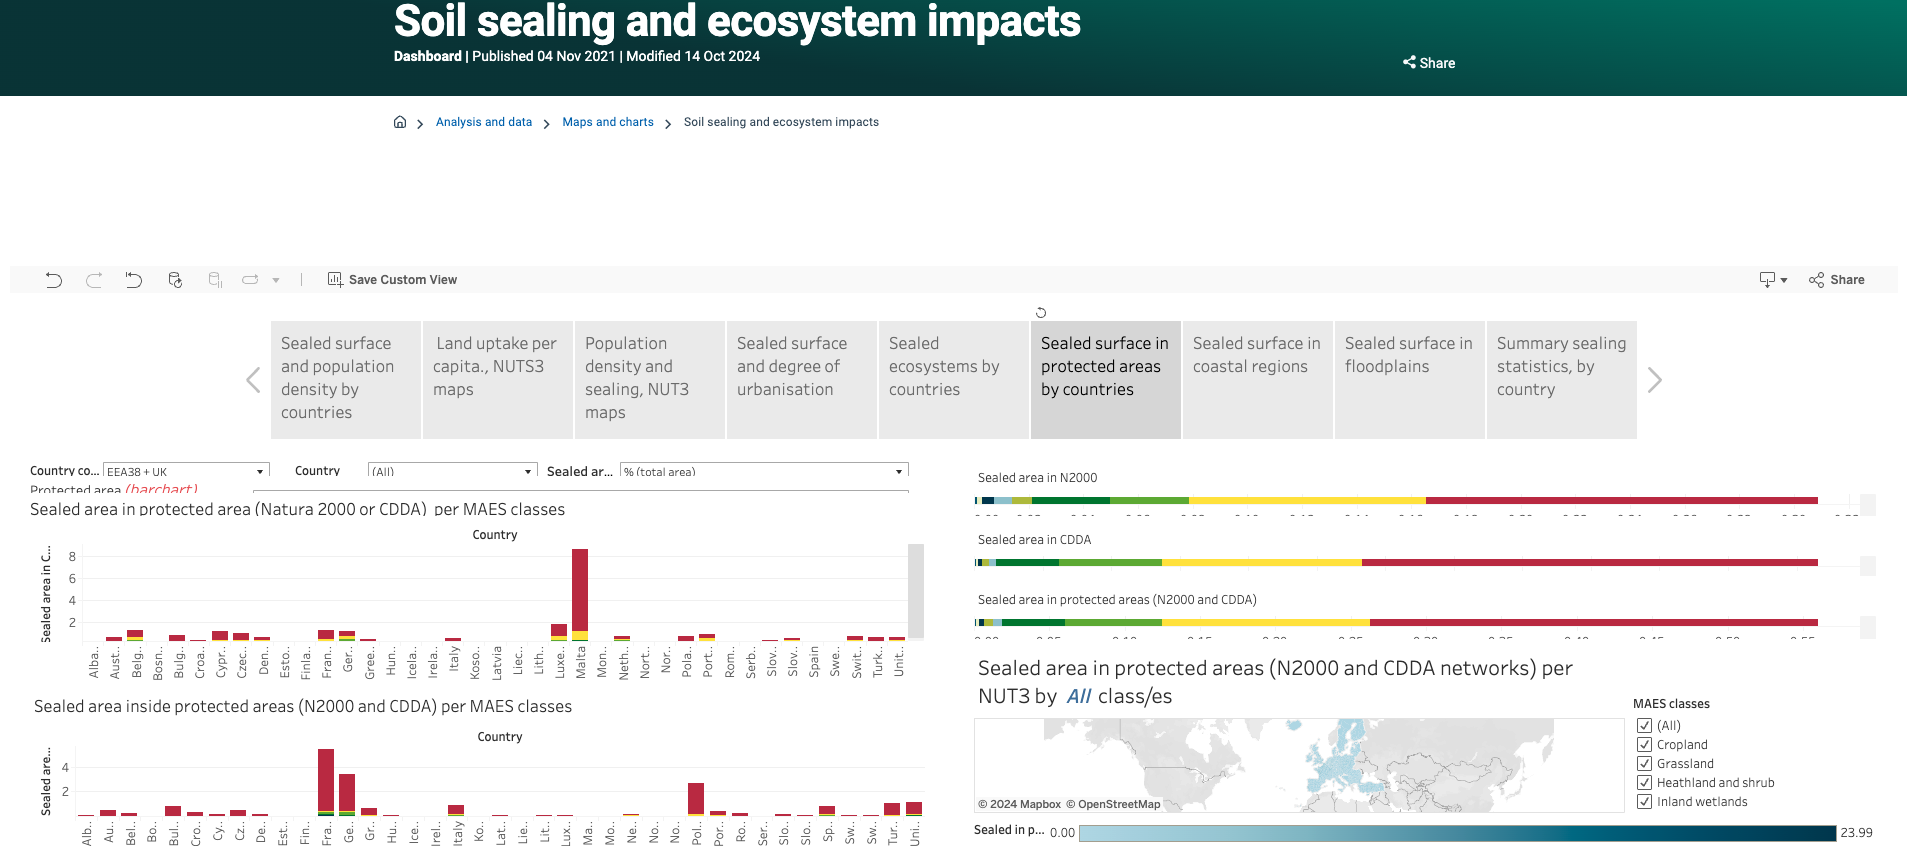 Soil sealing and ecosystem impacts
Dashboard | Published 04 Nov 2021 | Modified 14 Oct 2024
Share
Analysis and data
Maps and charts
Soil sealing and ecosystem impacts
Save Custom View
Share
Sealed surface
and population
density by
countries
Land uptake per
capita., NUTS3
maps
Population
density and
sealing, NUT3
maps
Sealed surface
and degree of
urbanisation
Sealed
ecosystems by
countries
Sealed surface in
protected areas
by countries
Sealed surface in
coastal regions
Sealed surface in
floodplains
Summary sealing
statistics, by
country
Country co... EEA38 + UK
Country (All)
Sealed ar... % (total area)
Protected area (barchart)
Sealed area in protected area (Natura 2000 or CDDA) per MAES classes
Country
Sealed area in C...
8
6
4
2
Alba..
Aust..
Belg..
Bosn..
Bulg..
Croa..
Cypr..
Czec..
Den..
Esto..
Finla..
Fran..
Ger..
Gree..
Hun..
Icela..
Irela..
Italy
Koso..
Latvia
Liec..
Lith..
Luxe..
Malta
Mon..
Neth..
Nort..
Nor..
Pola..
Port..
Rom..
Serb..
Slov..
Slov..
Spain
Swe..
Swit..
Turk..
Unit..
Sealed area inside protected areas (N2000 and CDDA) per MAES classes
Country
Sealed are...
4
2
Alb..
Au..
Bel..
Bo..
Bul..
Cro..
Cy..
Cz..
De..
Est..
Fin..
Fra..
Ge..
Gr..
Hu..
Ice..
Irel..
Italy
Ko..
Lat..
Lie..
Lit..
Lux..
Ma..
Mo..
Ne..
No..
No..
Pol..
Por..
Ro..
Ser..
Slo..
Slo..
Sp..
Sw..
Sw..
Tur..
Uni..
Sealed area in N2000
Sealed area in CDDA
Sealed area in protected areas (N2000 and CDDA)
Sealed area in protected areas (N2000 and CDDA networks) per
NUT3 by All class/es
© 2024 Mapbox © OpenStreetMap
MAES classes
(All)
Cropland
Grassland
Heathland and shrub
Inland wetlands
Sealed in p... 0.00
23.99